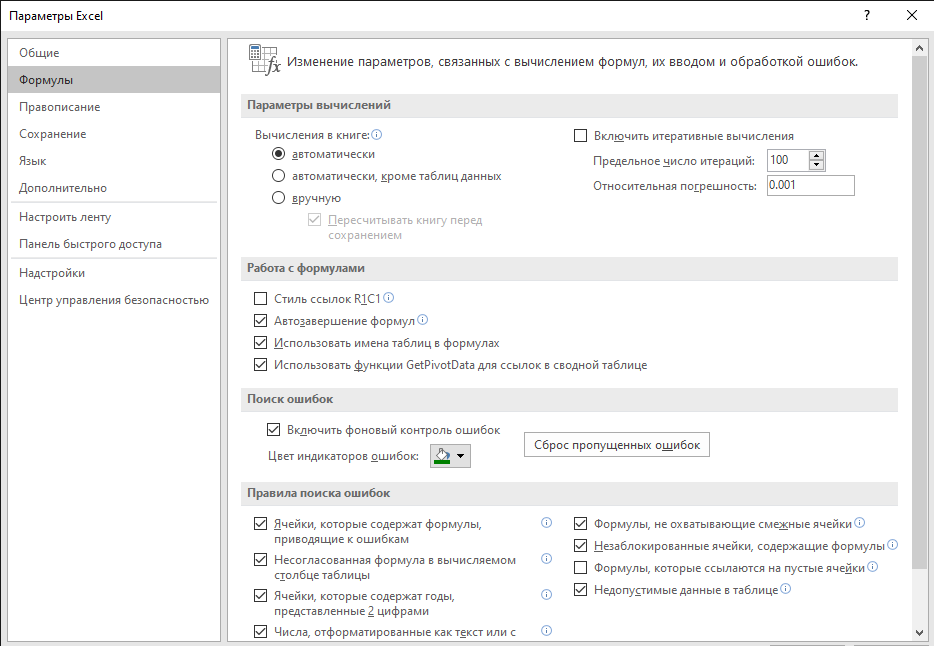 Параметры Excel
?
Общие
Формулы
Правописание
Сохранение
Язык
Дополнительно
Настроить ленту
Панель быстрого доступа
Надстройки
Центр управления безопасностью
Изменение параметров, связанных с вычислением формул, их вводом и обработкой ошибок.
Параметры вычислений
Вычисления в книге:
автоматически
автоматически, кроме таблиц данных
вручную
Пересчитывать книгу перед
сохранением
Включить итеративные вычисления
Предельное число итераций: 100
Относительная погрешность: 0.001
Работа с формулами
Стиль ссылок R1C1
Автозавершение формул
Использовать имена таблиц в формулах
Использовать функции GetPivotData для ссылок в сводной таблице
Поиск ошибок
Включить фоновый контроль ошибок
Цвет индикаторов ошибок:
Сброс пропущенных ошибок
Правила поиска ошибок
Ячейки, которые содержат формулы,
приводящие к ошибкам
Несогласованная формула в вычисляемом
столбце таблицы
Ячейки, которые содержат годы,
представленные 2 цифрами
Числа, отформатированные как текст или с
Формулы, не охватывающие смежные ячейки
Незаблокированные ячейки, содержащие формулы
Формулы, которые ссылаются на пустые ячейки
Недопустимые данные в таблице